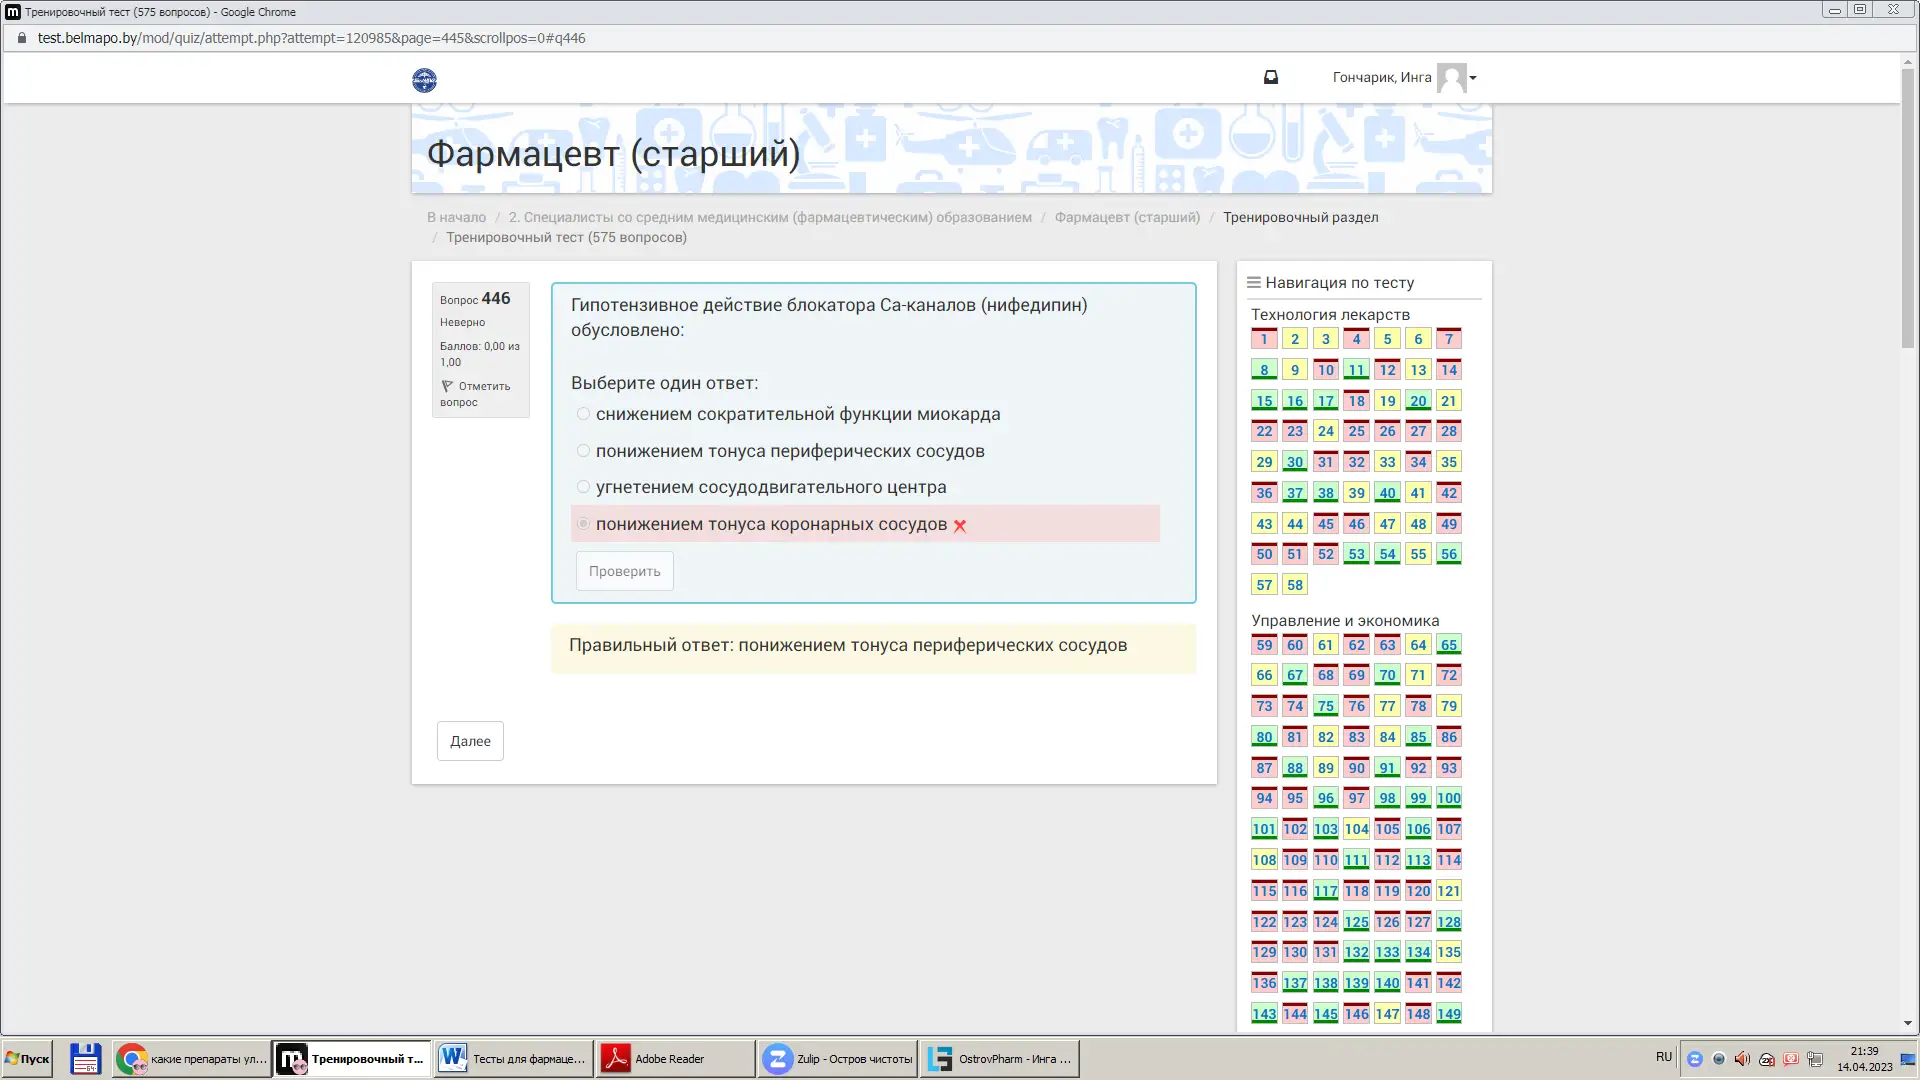 Тренировочный тест (575 вопросов) - Google Chrome
test.belmapo.by/mod/quiz/attempt.php?attempt=120985&page=445&scrollpos=0#q446
Гончарик, Инга
Фармацевт (старший)
В начало / 2. Специалисты со средним медицинским (фармацевтическим) образованием / Фармацевт (старший) / Тренировочный раздел
/ Тренировочный тест (575 вопросов)
Вопрос 446
Неверно
Баллов: 0,00 из
1,00
Отметить
вопрос
Гипотензивное действие блокатора Са-каналов (нифедипин)
обусловлено:
Выберите один ответ:
снижением сократительной функции миокарда
понижением тонуса периферических сосудов
угнетением сосудодвигательного центра
понижением тонуса коронарных сосудов
Проверить
Правильный ответ: понижением тонуса периферических сосудов
Далее
Навигация по тесту
Технология лекарств
1 2 3 4 5 6 7
8 9 10 11 12 13 14
15 16 17 18 19 20 21
22 23 24 25 26 27 28
29 30 31 32 33 34 35
36 37 38 39 40 41 42
43 44 45 46 47 48 49
50 51 52 53 54 55 56
57 58
Управление и экономика
59 60 61 62 63 64 65
66 67 68 69 70 71 72
73 74 75 76 77 78 79
80 81 82 83 84 85 86
87 88 89 90 91 92 93
94 95 96 97 98 99 100
101 102 103 104 105 106 107
108 109 110 111 112 113 114
115 116 117 118 119 120 121
122 123 124 125 126 127 128
129 130 131 132 133 134 135
136 137 138 139 140 141 142
143 144 145 146 147 148 149
Пуск
какие препараты ул...
Тренировочный т...
Тесты для фармаце...
Adobe Reader
Zulip - Остров чистоты
OstrovPharm - Инга ...
RU
21:39
14.04.2023